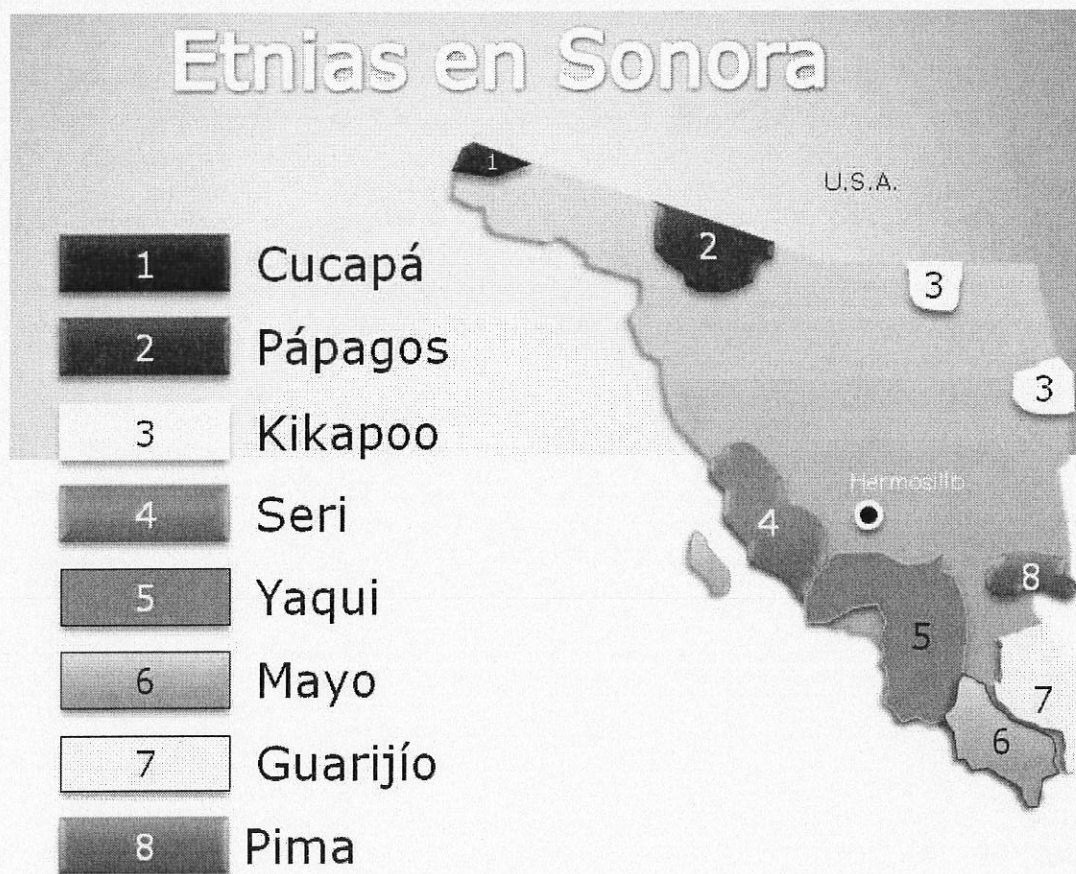 Etnias en Sonora
U.S.A.
1
2
3
3
Hermosillo
4
8
5
7
6
1 Cucapá
2 Pápagos
3 Kikapoo
4 Seri
5 Yaqui
6 Mayo
7 Guarijío
8 Pima